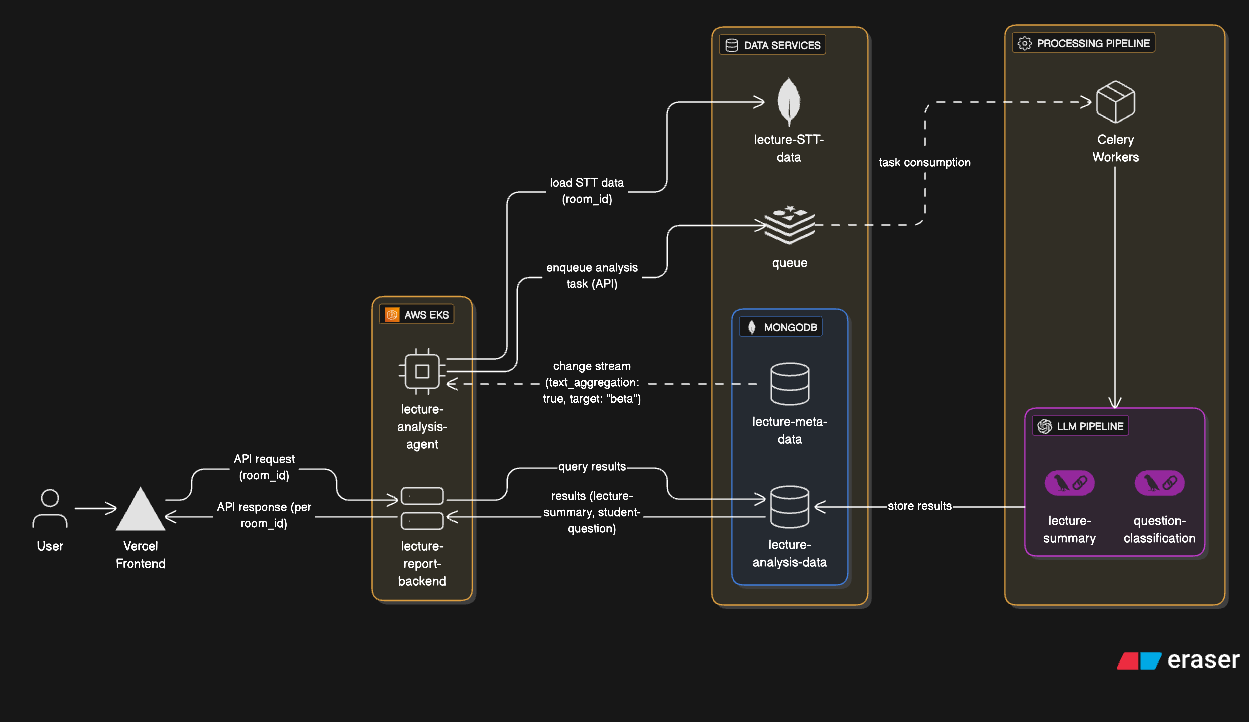 DATA SERVICES
PROCESSING PIPELINE
lecture-STT-
data
Celery
Workers
task consumption
load STT data
(room_id)
queue
enqueue analysis
task (API)
AWS EKS
MONGODB
change stream
(text_aggregation:
true, target: "beta")
lecture-
analysis-
agent
lecture-meta-
data
LLM PIPELINE
API request
(room_id)
query results
API response (per
room_id)
results (lecture-
summary, student-
question)
store results
lecture-
summary
question-
classification
User
Vercel
Frontend
lecture-
report-
backend
lecture-
analysis-data
eraser